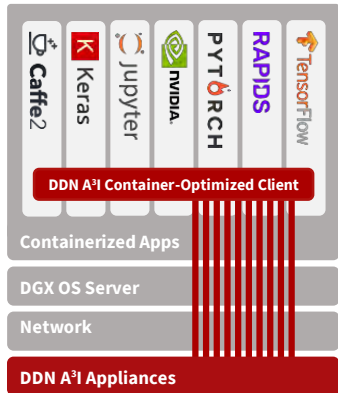 Caffe2
Keras
jupyter
NVIDIA.
PYTORCH
RAPIDS
TensorFlow
DDN A³I Container-Optimized Client
Containerized Apps
DGX OS Server
Network
DDN A³I Appliances